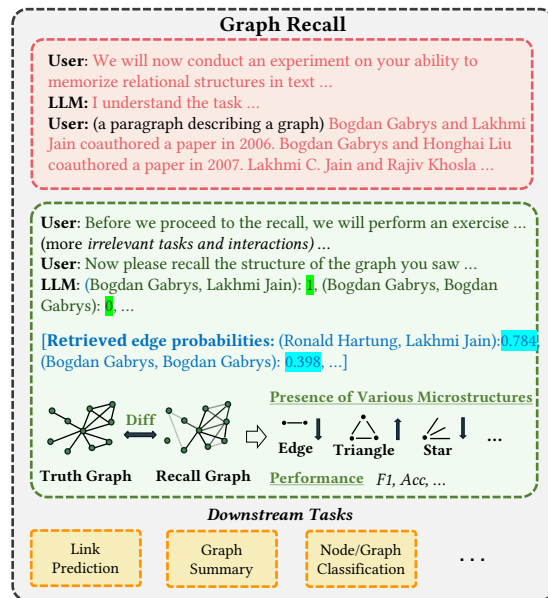 Graph Recall
User: We will now conduct an experiment on your ability to
memorize relational structures in text ...
LLM: I understand the task ...
User: (a paragraph describing a graph) Bogdan Gabrys and Lakhmi
Jain coauthored a paper in 2006. Bogdan Gabrys and Honghai Liu
coauthored a paper in 2007. Lakhmi C. Jain and Rajiv Khosla ...
User: Before we proceed to the recall, we will perform an exercise ...
(more irrelevant tasks and interactions) ...
User: Now please recall the structure of the graph you saw ...
LLM: (Bogdan Gabrys, Lakhmi Jain): 1, (Bogdan Gabrys, Bogdan
Gabrys): 0, ...
[Retrieved edge probabilities: (Ronald Hartung, Lakhmi Jain):0.784,
(Bogdan Gabrys, Bogdan Gabrys): 0.398, ...]
Presence of Various Microstructures
Diff
Edge
Triangle
Star
...
Truth Graph
Recall Graph
Performance F1, Acc, ...
Downstream Tasks
Link
Prediction
Graph
Summary
Node/Graph
Classification
...